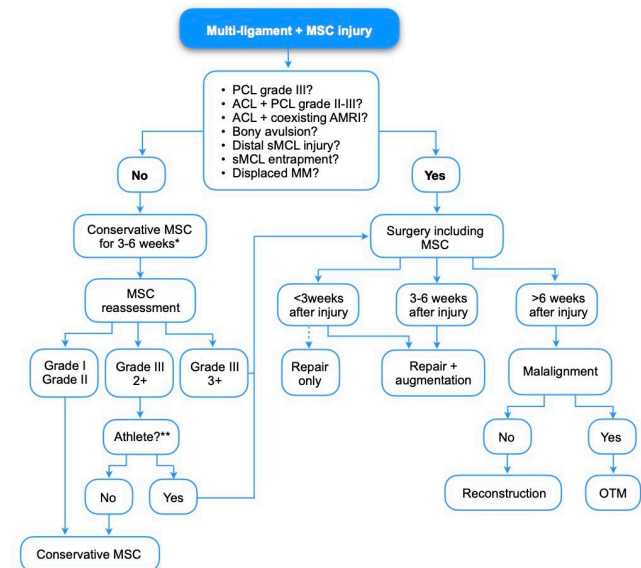 Multi-ligament + MSC injury
• PCL grade III?
• ACL + PCL grade II-III?
• ACL + coexisting AMRI?
• Bony avulsion?
• Distal sMCL injury?
• sMCL entrapment?
• Displaced MM?
No
Yes
Conservative MSC
for 3-6 weeks*
Surgery including
MSC
MSC
reassessment
<3weeks
after injury
3-6 weeks
after injury
>6 weeks
after injury
Grade I
Grade II
Grade III
2+
Grade III
3+
Repair
only
Repair +
augmentation
Malalignment
Athlete?**
No
Yes
No
Yes
Reconstruction
OTM
Conservative MSC